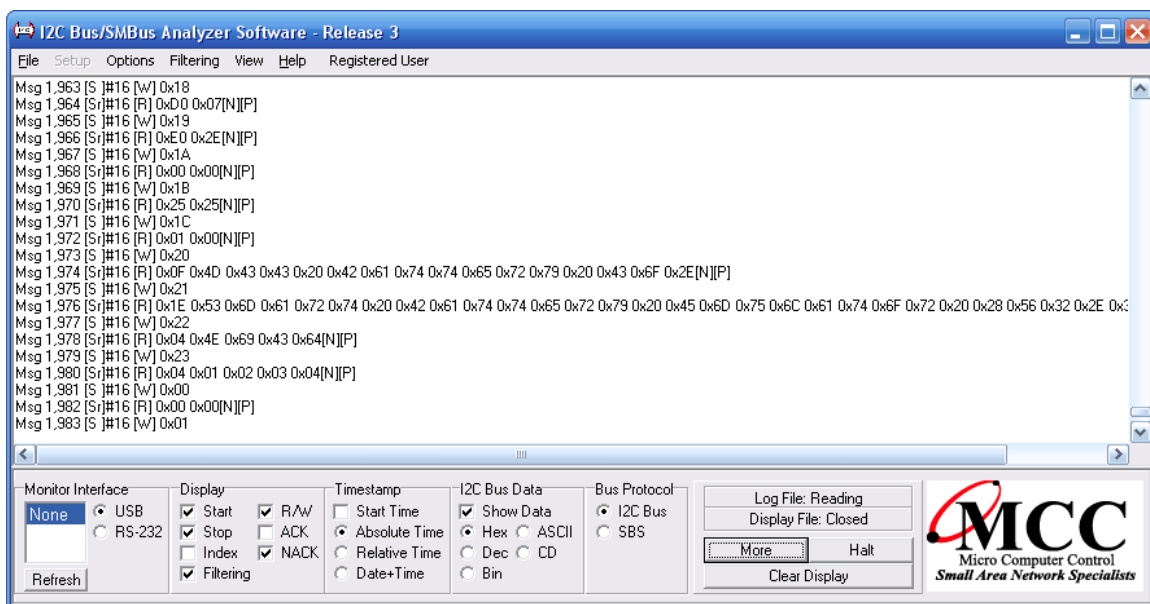 I2C Bus/SMBus Analyzer Software - Release 3
File Setup Options Filtering View Help Registered User
Msg 1,963 [S ]#16 [W] 0x18
Msg 1,964 [Sr]#16 [R] 0xD0 0x07[N][P]
Msg 1,965 [S ]#16 [W] 0x19
Msg 1,966 [Sr]#16 [R] 0xE0 0x2E[N][P]
Msg 1,967 [S ]#16 [W] 0x1A
Msg 1,968 [Sr]#16 [R] 0x00 0x00[N][P]
Msg 1,969 [S ]#16 [W] 0x1B
Msg 1,970 [Sr]#16 [R] 0x25 0x25[N][P]
Msg 1,971 [S ]#16 [W] 0x1C
Msg 1,972 [Sr]#16 [R] 0x01 0x00[N][P]
Msg 1,973 [S ]#16 [W] 0x20
Msg 1,974 [Sr]#16 [R] 0x0F 0x4D 0x43 0x43 0x20 0x42 0x61 0x74 0x74 0x65 0x72 0x79 0x20 0x43 0x6F 0x2E[N][P]
Msg 1,975 [S ]#16 [W] 0x21
Msg 1,976 [Sr]#16 [R] 0x1E 0x53 0x6D 0x61 0x72 0x74 0x20 0x42 0x61 0x74 0x74 0x65 0x72 0x79 0x20 0x45 0x6D 0x75 0x6C 0x61 0x74 0x6F 0x72 0x20 0x28 0x56 0x32 0x2E
Msg 1,977 [S ]#16 [W] 0x22
Msg 1,978 [Sr]#16 [R] 0x04 0x4E 0x69 0x43 0x64[N][P]
Msg 1,979 [S ]#16 [W] 0x23
Msg 1,980 [Sr]#16 [R] 0x04 0x01 0x02 0x03 0x04[N][P]
Msg 1,981 [S ]#16 [W] 0x00
Msg 1,982 [Sr]#16 [R] 0x00 0x00[N][P]
Msg 1,983 [S ]#16 [W] 0x01
Monitor Interface
None
USB
RS-232
Refresh
Display
Start R/W
Stop ACK
Index NACK
Filtering
Timestamp
Start Time
Absolute Time
Relative Time
Date+Time
I2C Bus Data
Show Data
Hex ASCII
Dec CD
Bin
Bus Protocol
I2C Bus
SBS
Log File: Reading
Display File: Closed
More Halt
Clear Display
MCC
Micro Computer Control
Small Area Network Specialists